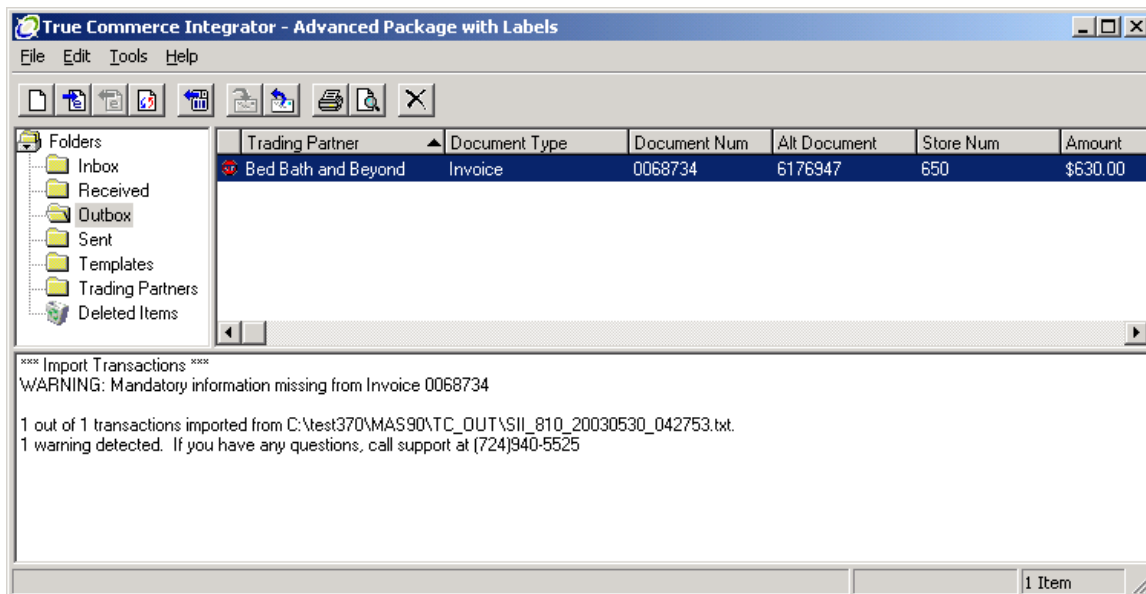 True Commerce Integrator - Advanced Package with Labels
File Edit Tools Help
Folders
Inbox
Received
Outbox
Sent
Templates
Trading Partners
Deleted Items
Trading Partner Document Type Document Num Alt Document Store Num Amount
Bed Bath and Beyond Invoice 0068734 6176947 650 $630.00
*** Import Transactions ***
WARNING: Mandatory information missing from Invoice 0068734
1 out of 1 transactions imported from C:\test370\MAS90\TC_OUT\SII_810_20030530_042753.txt.
1 warning detected. If you have any questions, call support at (724)940-5525
1 Item